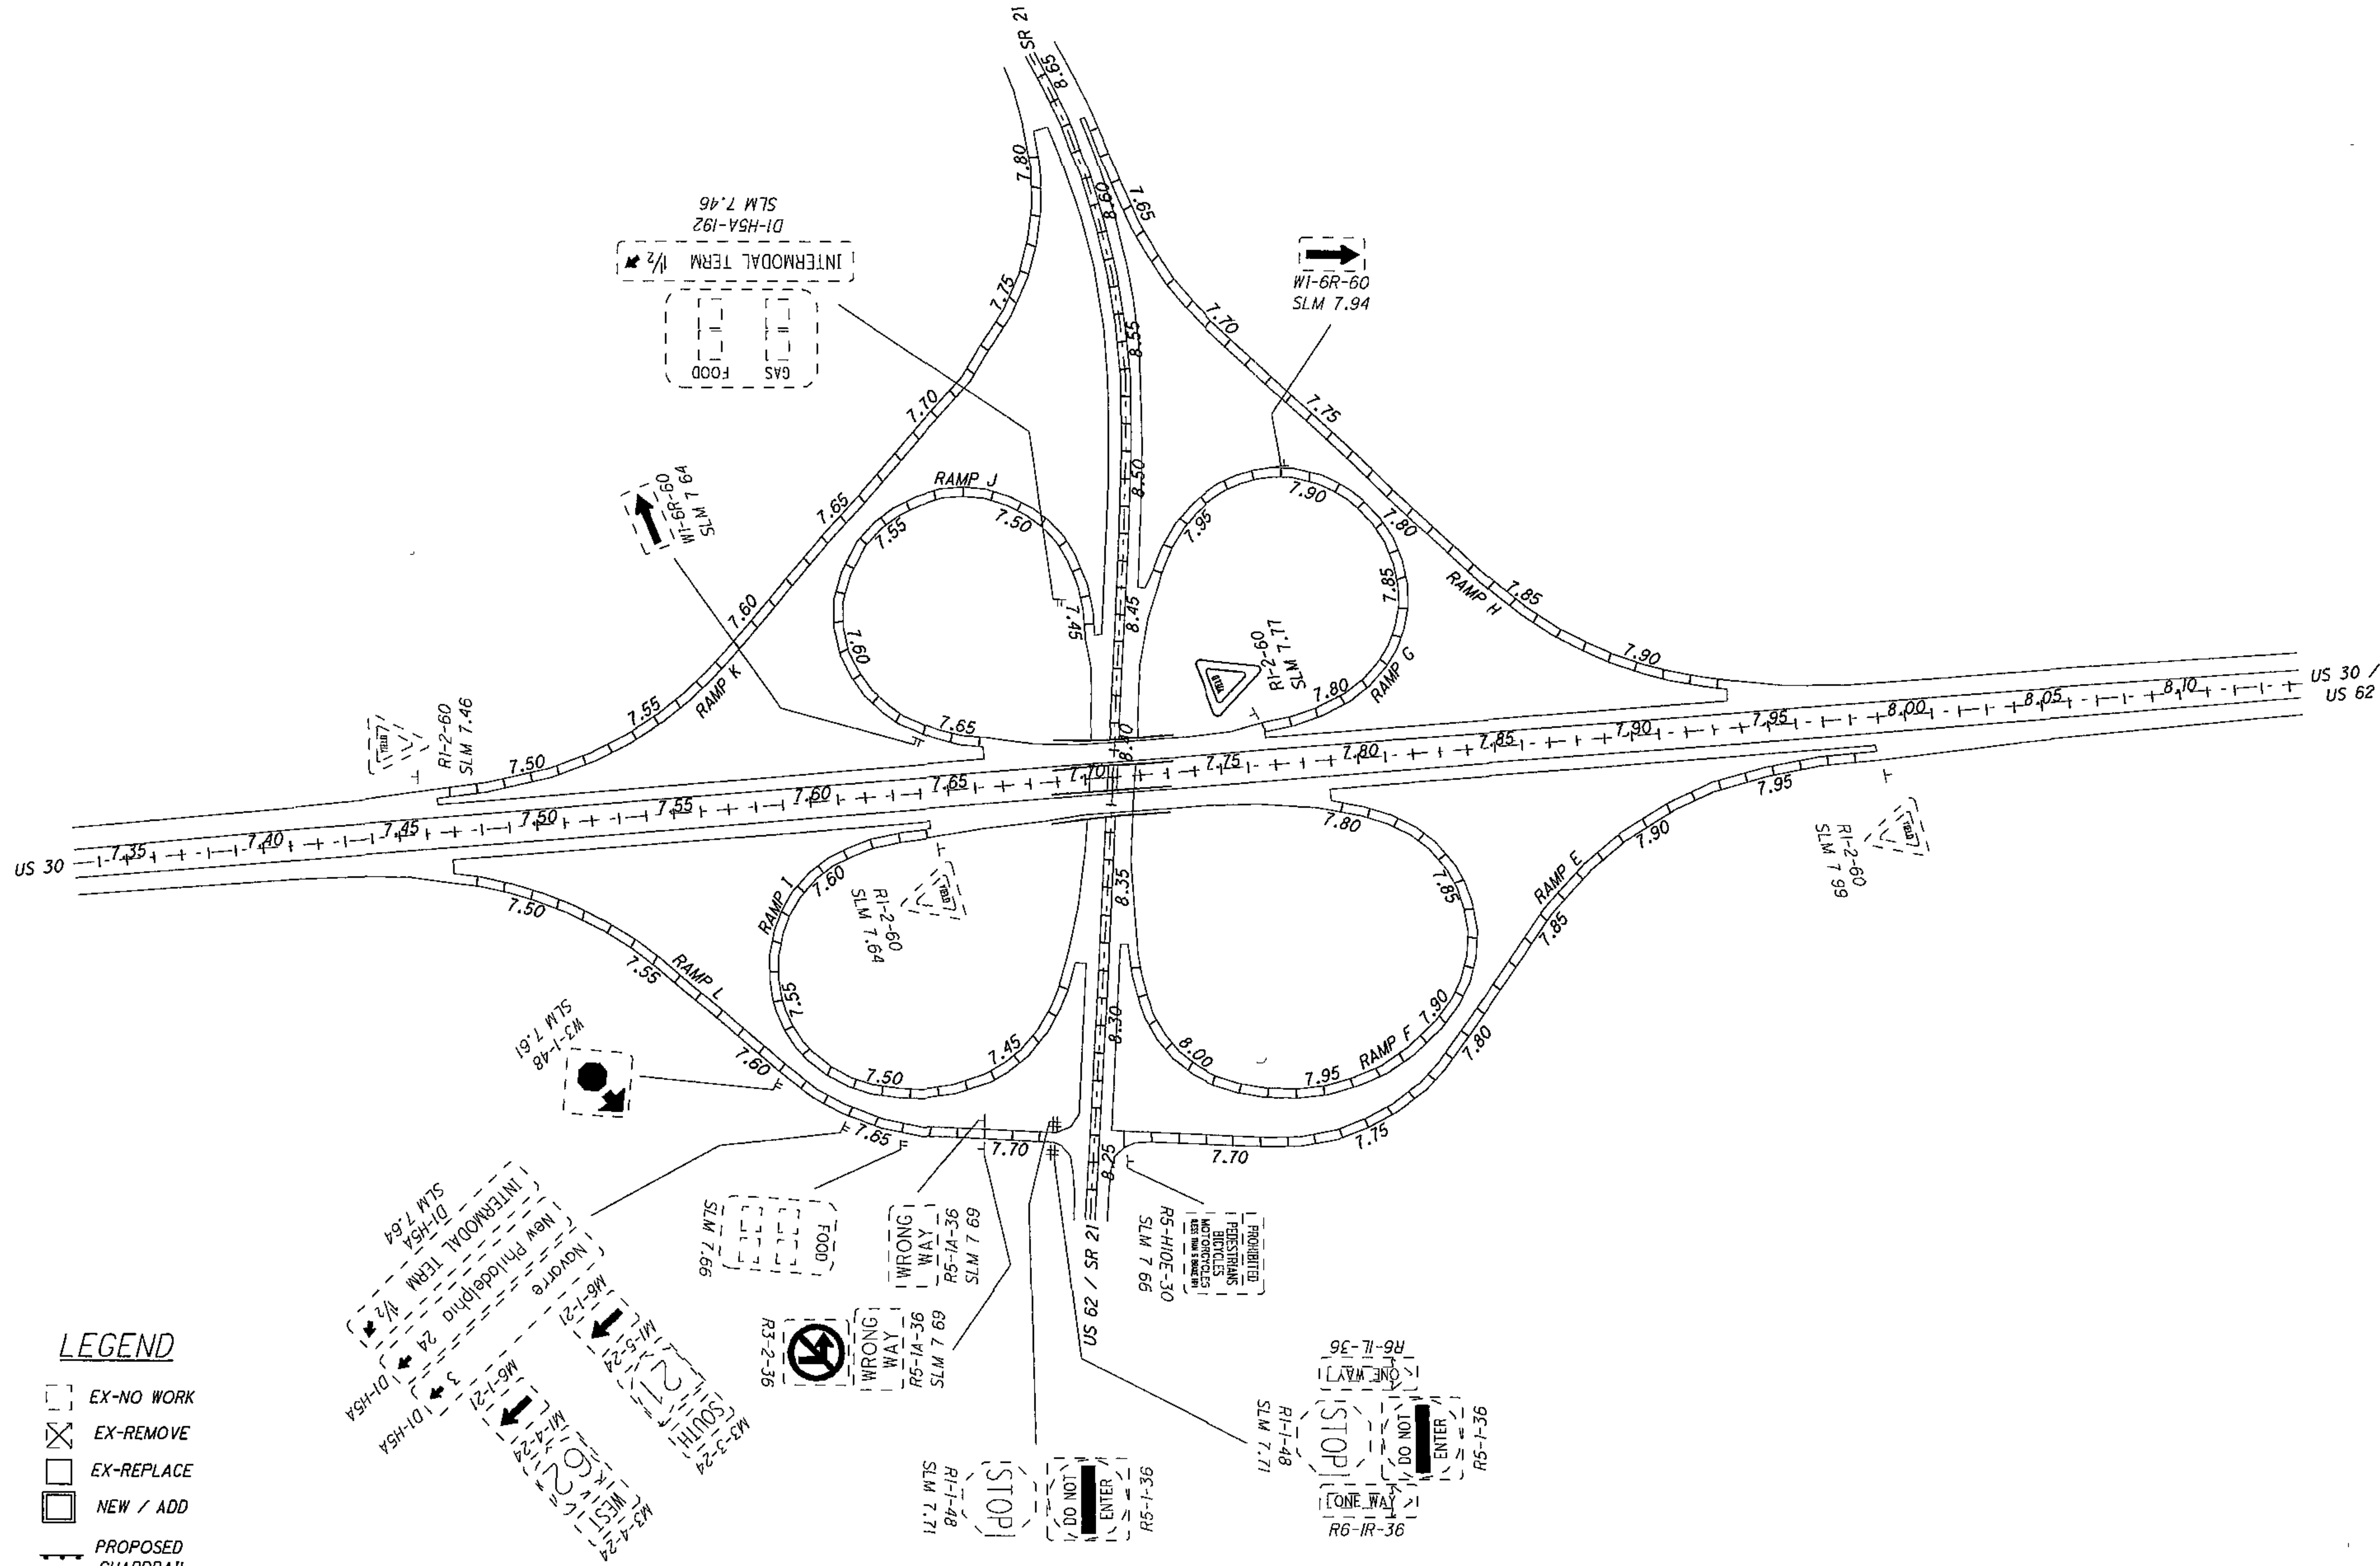 SR 21
8.65
7.80
7.65
8.60
SLM 7.46
D1-H5A-192
INTERMODAL TERM 1/2
GAS FOOD
7.75
7.70
8.55
W1-6R-60
SLM 7.94
7.70
7.75
8.50
RAMP J
7.50
7.55
7.65
W1-6R-60
SLM 7 64
7.90
7.95
7.80
7.85
RAMP H
7.85
8.45
7.45
7.60
7.60
RAMP K
7.55
7.50
7.65
YIELD
R1-2-60
SLM 7.77
7.80
RAMP G
7.90
YIELD
R1-2-60
SLM 7.46
8.40
US 30 /
US 62
US 30
7.35
7.40
7.45
7.50
7.55
7.60
7.65
7.70
7.75
7.80
7.85
7.90
7.95
8.00
8.05
8.10
7.50
7.55
RAMP L
RAMP I
7.60
YIELD
R1-2-60
SLM 7.64
8.35
7.80
7.85
RAMP E
7.90
7.95
YIELD
R1-2-60
SLM 7 99
7.85
7.55
7.50
7.45
8.30
8.00
7.95
RAMP F
7.90
7.80
W3-1-48
SLM 7.61
7.60
7.65
7.70
8.25
7.70
7.75
INTERMODAL TERM 1/2
D1-H5A
SLM 7.64
New Philadelphia 24
D1-H5A
Navarre 3
D1-H5A
M6-1-21
M1-5-24
21
SOUTH
M3-3-24
M6-1-21
M1-4-24
62
WEST
M3-4-24
FOOD
SLM 7.66
WRONG
WAY
R5-1A-36
SLM 7 69
R3-2-36
WRONG
WAY
R5-1A-36
SLM 7 69
US 62 / SR 21
PROHIBITED
PEDESTRIANS
BICYCLES
MOTORCYCLES
R5-H10E-30
SLM 7 66
STOP
R1-1-48
SLM 7.71
DO NOT
ENTER
R5-1-36
R6-1L-36
ONE WAY
STOP
R1-1-48
SLM 7.71
DO NOT
ENTER
R5-1-36
ONE WAY
R6-1R-36
LEGEND
EX-NO WORK
EX-REMOVE
EX-REPLACE
NEW / ADD
PROPOSED